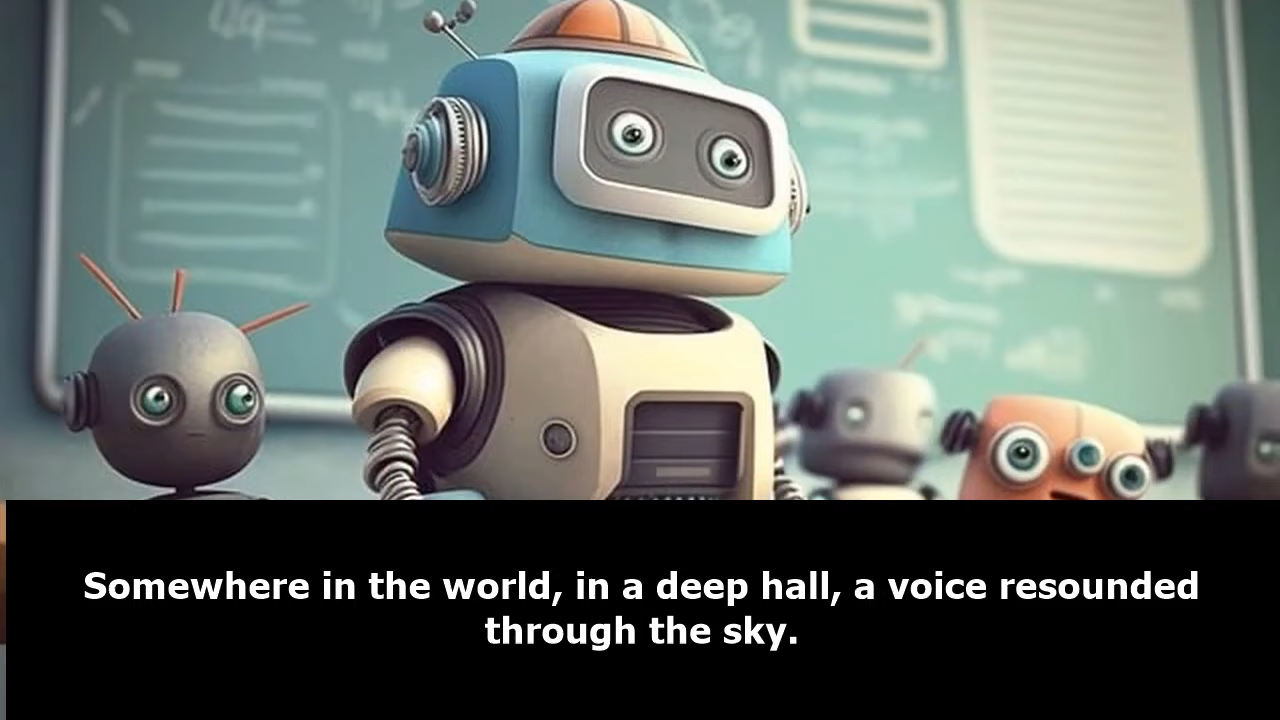 Somewhere in the world, in a deep hall, a voice resounded
through the sky.